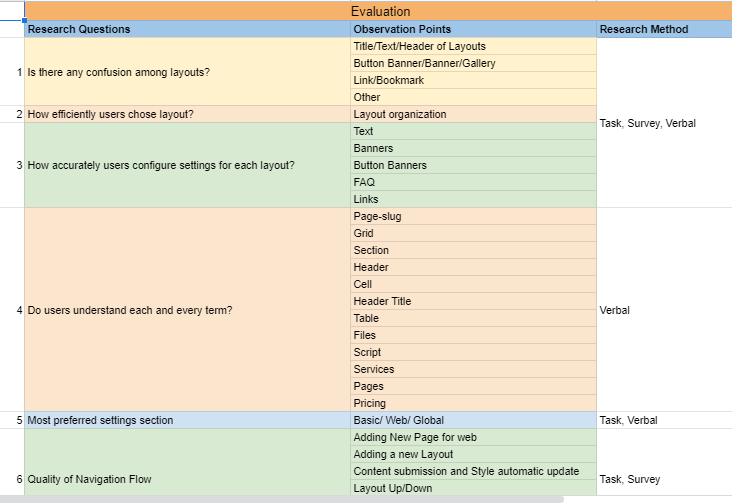 Evaluation
Research Questions Observation Points Research Method
1 Is there any confusion among layouts? Title/Text/Header of Layouts
Button Banner/Banner/Gallery
Link/Bookmark
Other
2 How efficiently users chose layout? Layout organization
Task, Survey, Verbal
3 How accurately users configure settings for each layout? Text
Banners
Button Banners
FAQ
Links
4 Do users understand each and every term? Page-slug
Grid
Section
Header
Cell
Header Title
Table
Files
Script
Services
Pages
Pricing
Verbal
5 Most preferred settings section Basic/ Web/ Global Task, Verbal
6 Quality of Navigation Flow Adding New Page for web
Adding a new Layout
Content submission and Style automatic update
Layout Up/Down
Task, Survey